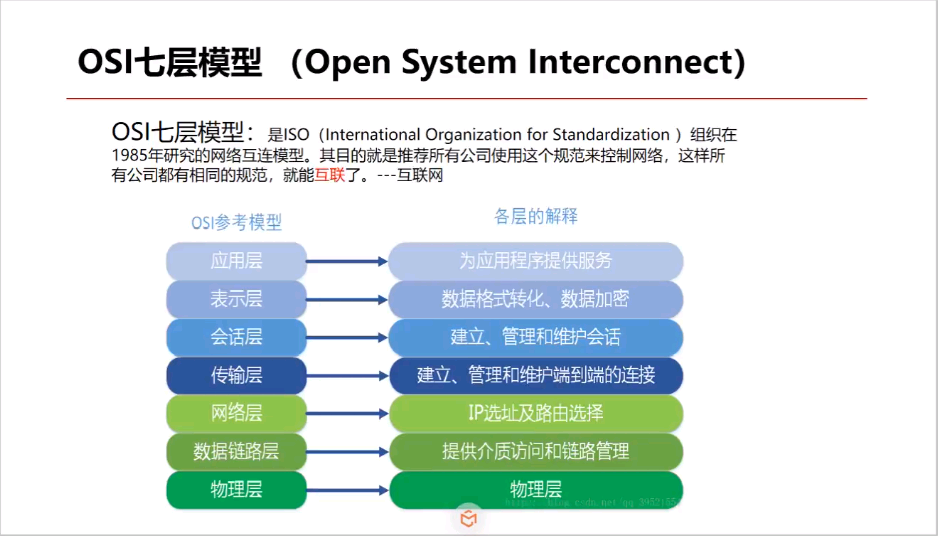 OSI七层模型 （Open System Interconnect）
OSI七层模型：是ISO（International Organization for Standardization ）组织在
1985年研究的网络互连模型。其目的就是推荐所有公司使用这个规范来控制网络，这样所
有公司都有相同的规范，就能互联了。---互联网
OSI参考模型 各层的解释
应用层 为应用程序提供服务
表示层 数据格式转化、数据加密
会话层 建立、管理和维护会话
传输层 建立、管理和维护端到端的连接
网络层 IP选址及路由选择
数据链路层 提供介质访问和链路管理
物理层 物理层